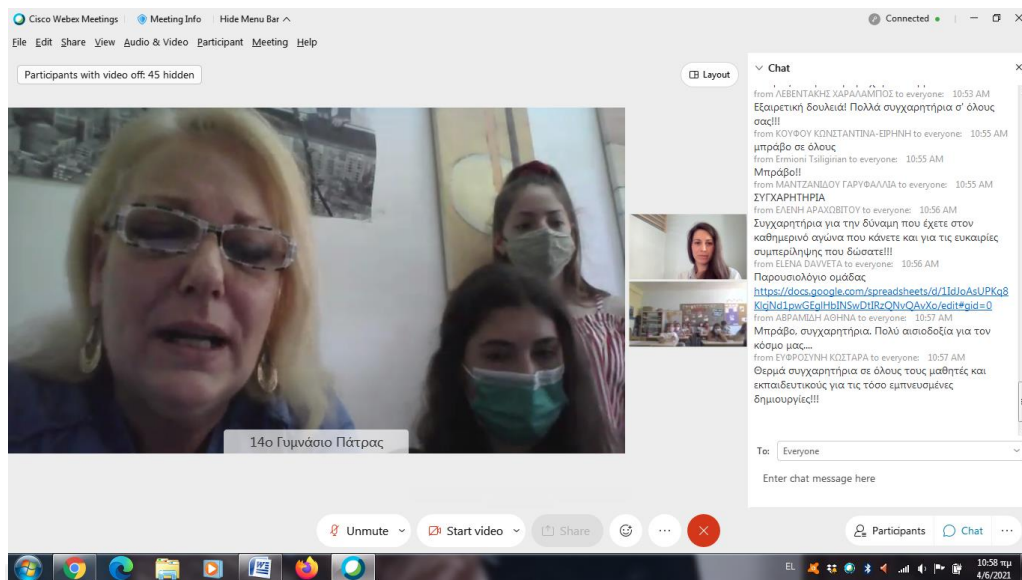 Cisco Webex Meetings
Meeting Info
Hide Menu Bar
Connected
File Edit Share View Audio & Video Participant Meeting Help
Participants with video off: 45 hidden
Layout
14ο Γυμνάσιο Πάτρας
Chat
from ΛΕΒΕΝΤΑΚΗΣ ΧΑΡΑΛΑΜΠΟΣ to everyone: 10:53 AM
Εξαιρετική δουλειά! Πολλά συγχαρητήρια σ' όλους
σας!!!
from ΚΟΥΦΟΥ ΚΩΝΣΤΑΝΤΙΝΑ-ΕΙΡΗΝΗ to everyone: 10:55 AM
μπράβο σε όλους
from Ermioni Tsiligirian to everyone: 10:55 AM
Μπράβο!!
from ΜΑΝΤΖΑΝΙΔΟΥ ΓΑΡΥΦΑΛΛΙΑ to everyone: 10:55 AM
ΣΥΓΧΑΡΗΤΗΡΙΑ
from ΕΛΕΝΗ ΑΡΑΧΩΒΙΤΟΥ to everyone: 10:56 AM
Συγχαρητήρια για την δύναμη που έχετε στον
καθημερινό αγώνα που κάνετε και για τις ευκαιρίες
συμπερίληψης που δώσατε!!!
from ELENA DAVVETA to everyone: 10:56 AM
Παρουσιολόγιο ομάδας
https://docs.google.com/spreadsheets/d/1IdJoAsUPKq8
KlqjNd1pwGEglHbINSwDtIRzQNvQAvXo/edit#gid=0
from ΑΒΡΑΜΙΔΗ ΑΘΗΝΑ to everyone: 10:57 AM
Μπράβο, συγχαρητήρια. Πολύ αισιοδοξία για τον
κόσμο μας....
from ΕΥΦΡΟΣΥΝΗ ΚΩΣΤΑΡΑ to everyone: 10:57 AM
Θερμά συγχαρητήρια σε όλους τους μαθητές και
εκπαιδευτικούς για τις τόσο εμπνευσμένες
δημιουργίες!!!
To: Everyone
Enter chat message here
Unmute
Start video
Share
Participants
Chat
EL
10:58 πμ
4/6/2021